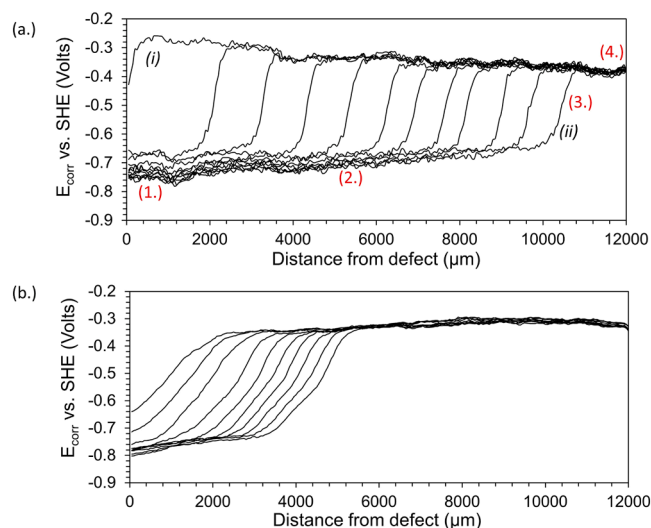 (a.)
-0.2
-0.3
-0.4
-0.5
-0.6
-0.7
-0.8
-0.9
E corr vs. SHE (Volts)
(i)
(1.)
(2.)
(3.)
(4.)
(ii)
0 2000 4000 6000 8000 10000 12000
Distance from defect (µm)
(b.)
-0.2
-0.3
-0.4
-0.5
-0.6
-0.7
-0.8
-0.9
E corr vs. SHE (Volts)
0 2000 4000 6000 8000 10000 12000
Distance from defect (µm)